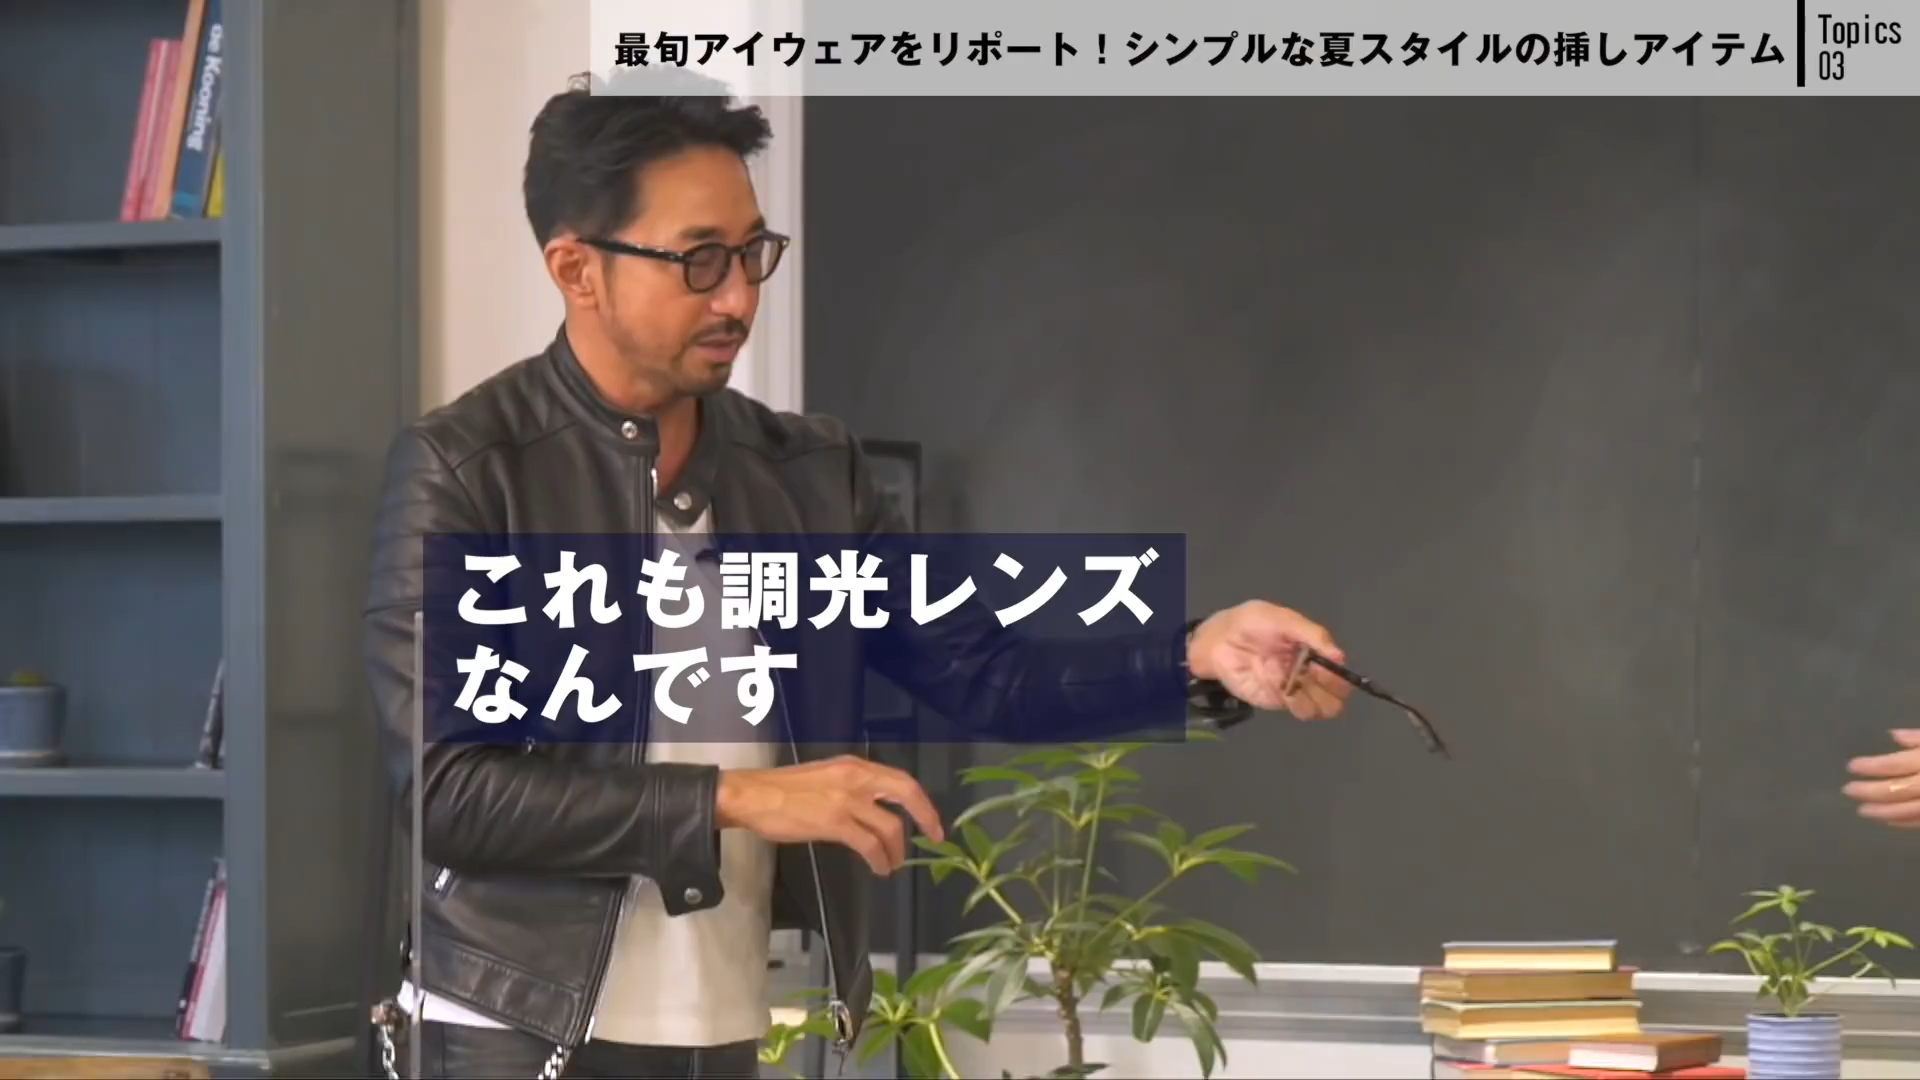 最旬アイウェアをリポート！シンプルな夏スタイルの挿しアイテム
Topics
03
de Kooning
これも調光レンズ
なんです